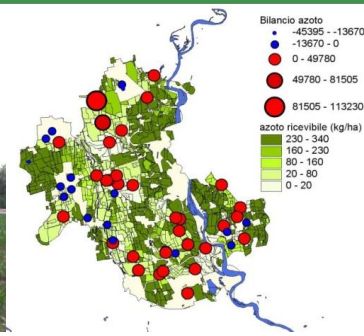 Bilancio azoto
-45395 - -13670
-13670 - 0
0 - 49780
49780 - 81505
81505 - 113230
azoto ricevibile (kg/ha)
230 - 340
160 - 230
80 - 160
20 - 80
0 - 20